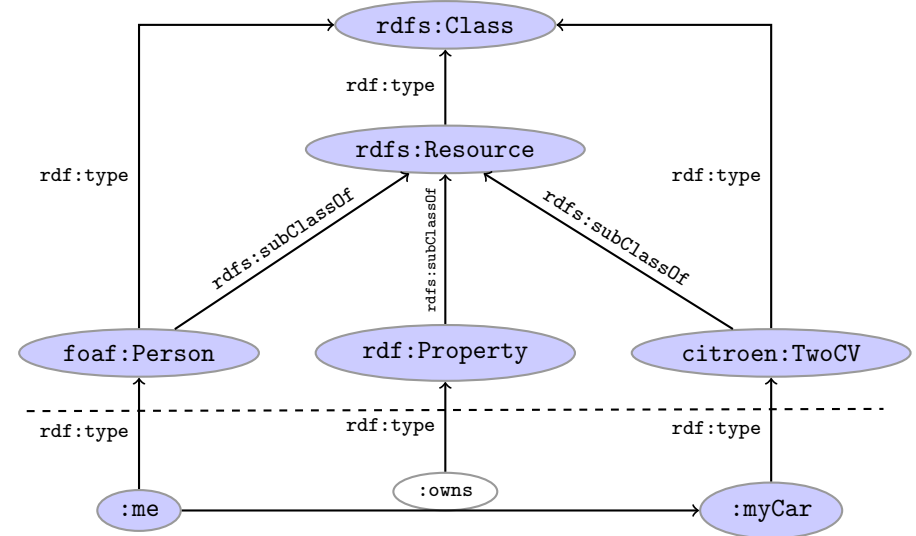 rdfs:Class
rdf:type
rdfs:Resource
rdf:type
rdf:type
rdfs:subClassOf
rdfs:subClassOf
rdfs:subClassOf
foaf:Person
rdf:Property
citroen:TwoCV
rdf:type
rdf:type
rdf:type
:me
:owns
:myCar